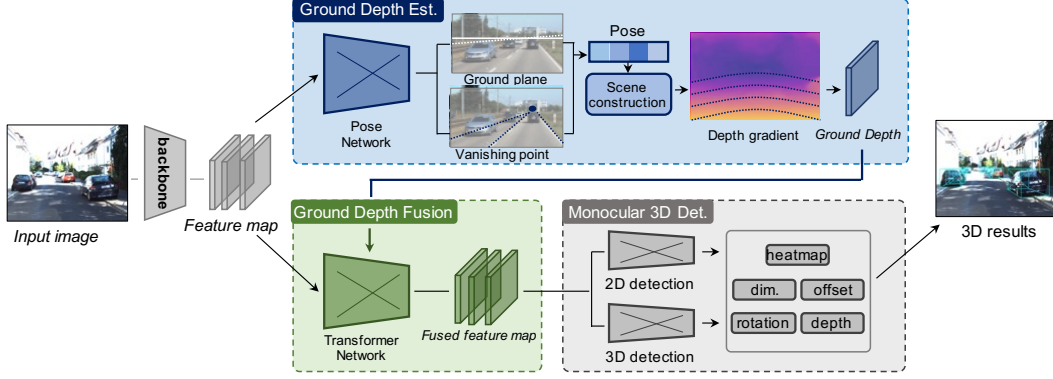 Ground Depth Est.
Pose
Network
Ground plane
Vanishing point
Pose
Scene
construction
Depth gradient
Ground Depth
backbone
Input image
Feature map
Ground Depth Fusion
Transformer
Network
Fused feature map
Monocular 3D Det.
2D detection
3D detection
heatmap
dim.
offset
rotation
depth
3D results